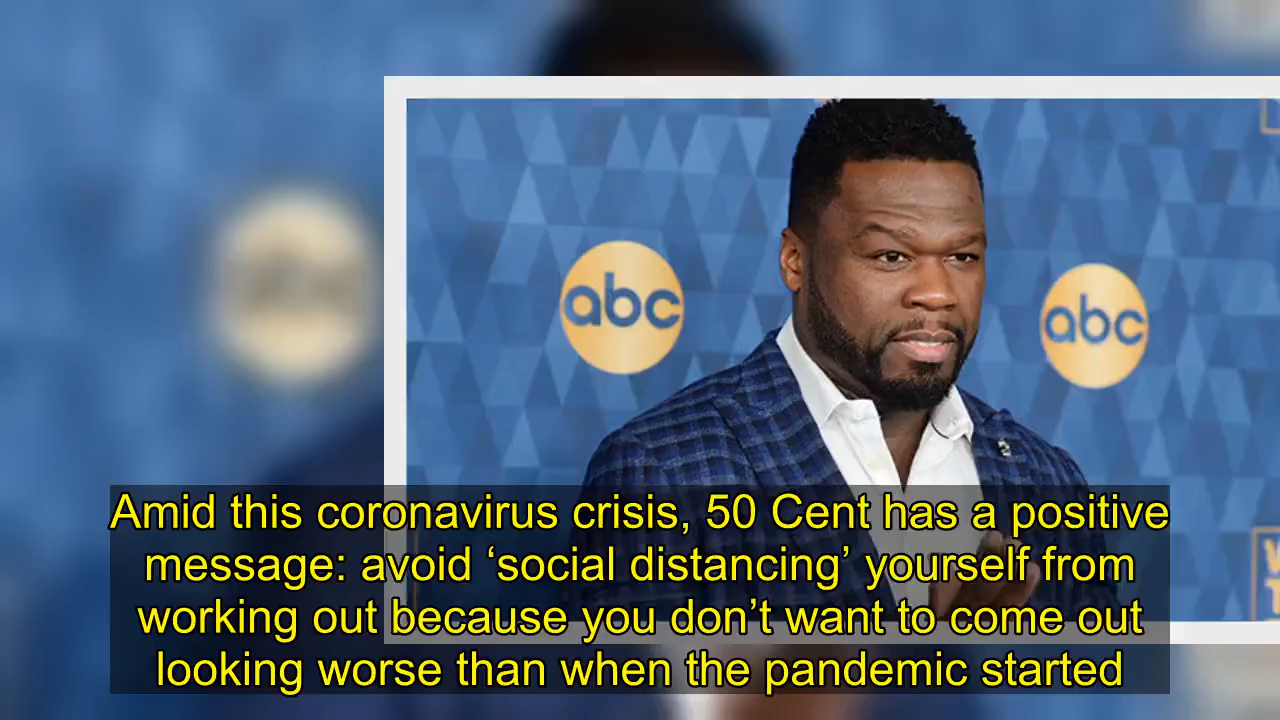 abc
abc
Amid this coronavirus crisis, 50 Cent has a positive
message: avoid ‘social distancing’ yourself from
working out because you don’t want to come out
looking worse than when the pandemic started